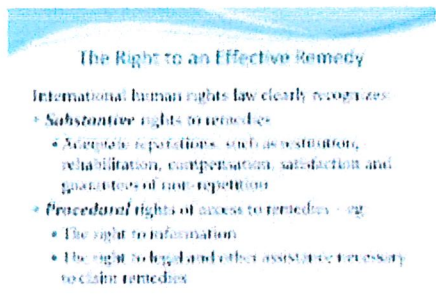 The Right to an Effective Remedy
International human rights law clearly recognizes:
• Substantive rights to remedies
• Adequate reparations, such as restitution,
rehabilitation, compensation, satisfaction and
guarantees of non-repetition
• Procedural rights of access to remedies - eg
• The right to information
• The right to legal and other assistance necessary
to claim remedies